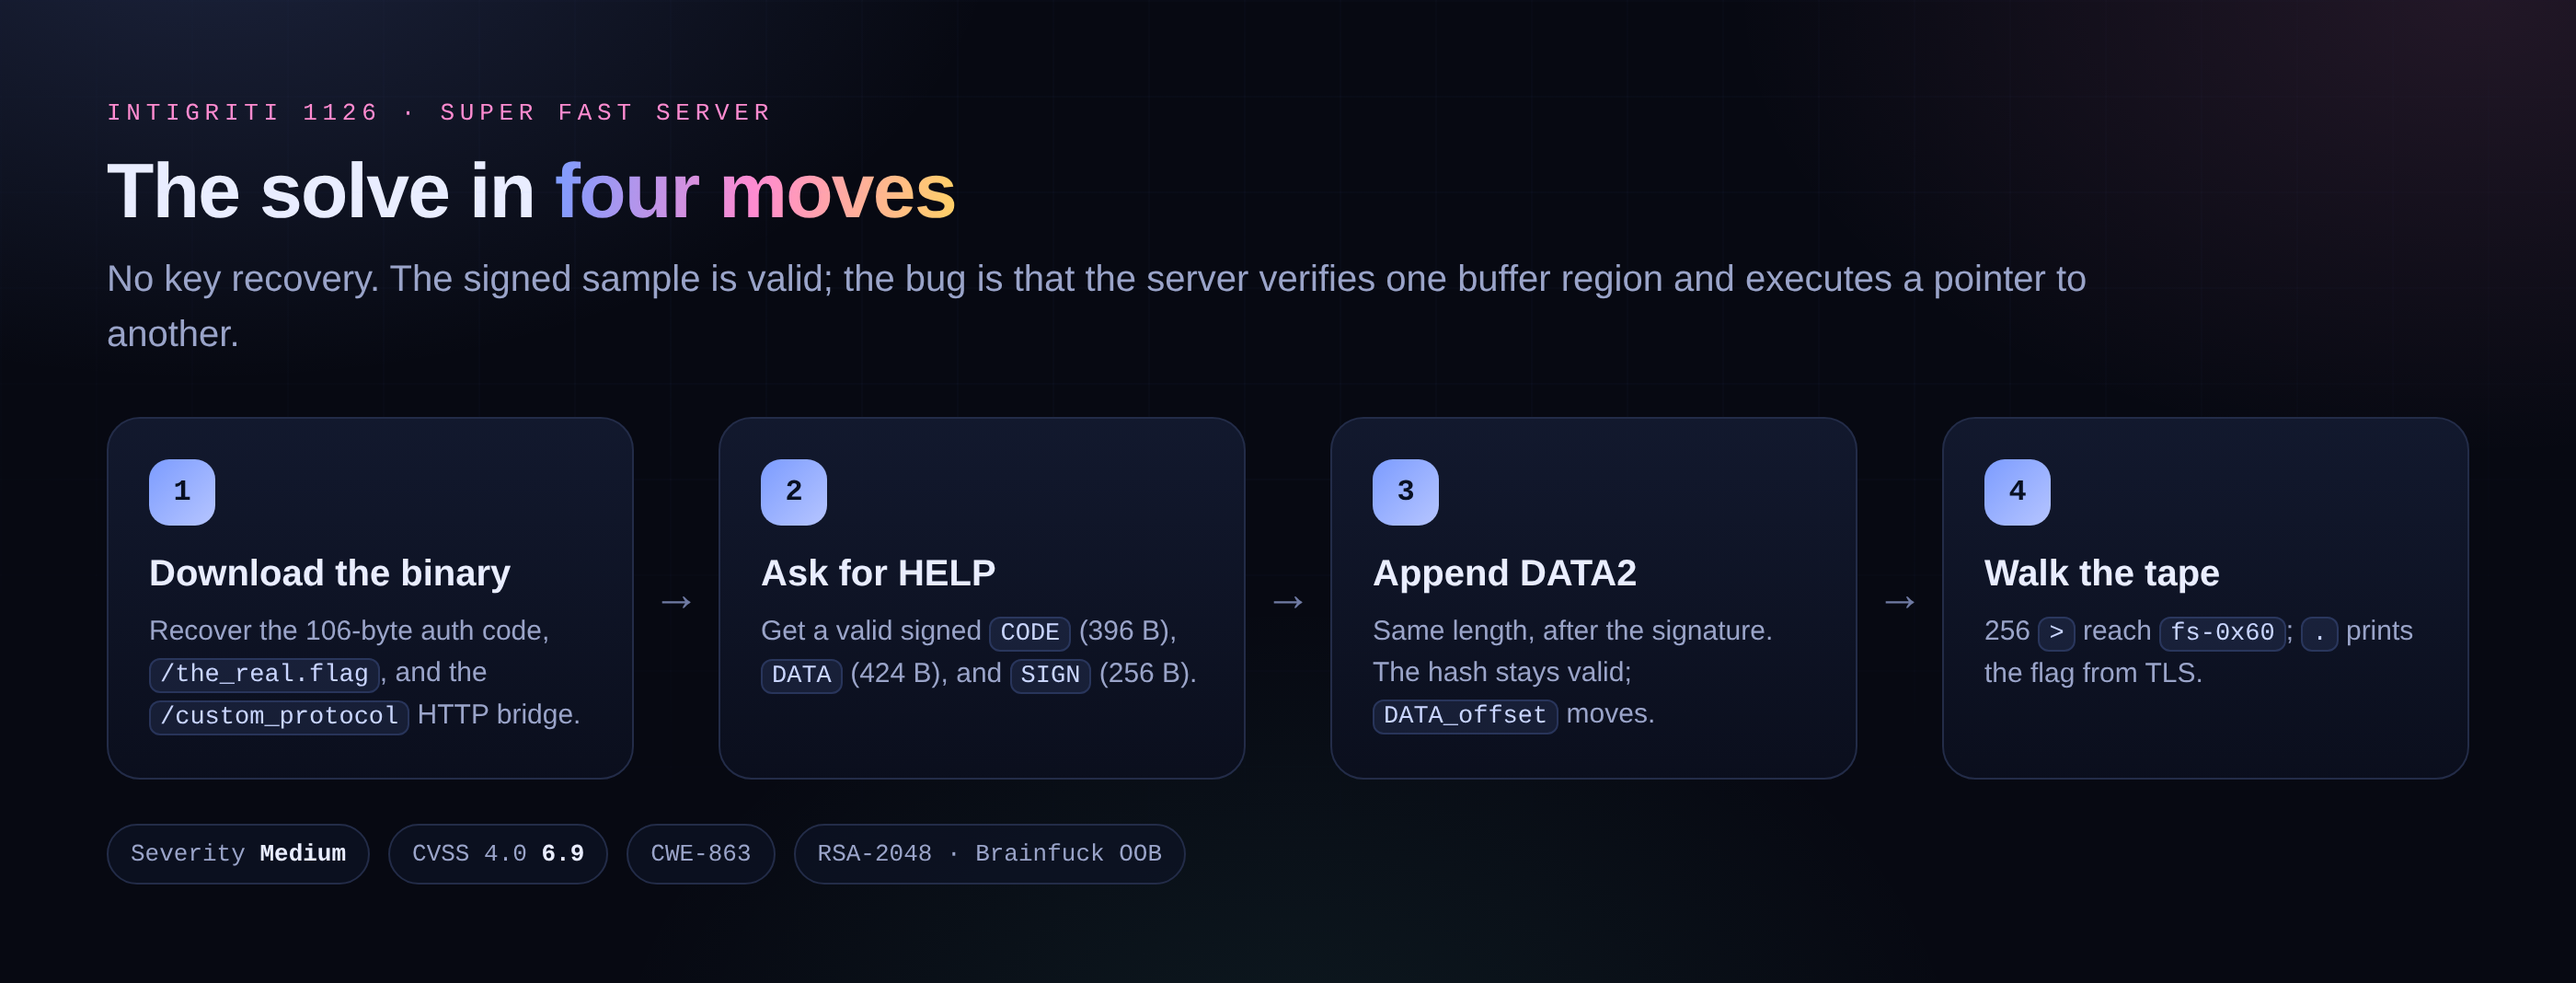 INTIGRITI 1126 · SUPER FAST SERVER
The solve in four moves
No key recovery. The signed sample is valid; the bug is that the server verifies one buffer region and executes a pointer to
another.
1
Download the binary
Recover the 106-byte auth code,
/the_real.flag, and the
/custom_protocol HTTP bridge.
→
2
Ask for HELP
Get a valid signed CODE (396 B),
DATA (424 B), and SIGN (256 B).
→
3
Append DATA2
Same length, after the signature.
The hash stays valid;
DATA_offset moves.
→
4
Walk the tape
256 > reach fs-0x60; . prints
the flag from TLS.
Severity Medium
CVSS 4.0 6.9
CWE-863
RSA-2048 · Brainfuck OOB